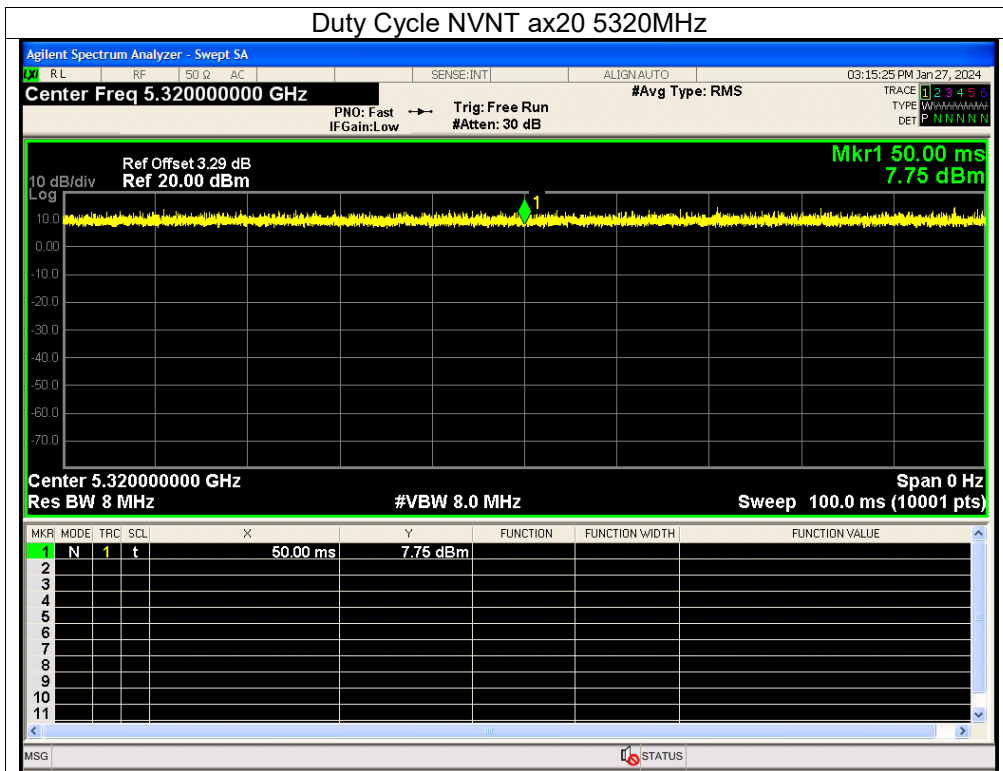 Duty Cycle NVNT ax20 5320MHz
Agilent Spectrum Analyzer - Swept SA
LXI RL RF 50 Ω AC SENSE:INT ALIGN AUTO 03:15:25 PM Jan 27, 2024
Center Freq 5.320000000 GHz #Avg Type: RMS TRACE 1 2 3 4 5 6
PNO: Fast Trig: Free Run TYPE WWWWWW
IFGain:Low #Atten: 30 dB DET P N N N N N
Mkr1 50.00 ms
Ref Offset 3.29 dB
10 dB/div Ref 20.00 dBm 7.75 dBm
Log
1
10.0
0.00
-10.0
-20.0
-30.0
-40.0
-50.0
-60.0
-70.0
Center 5.320000000 GHz Span 0 Hz
Res BW 8 MHz #VBW 8.0 MHz Sweep 100.0 ms (10001 pts)
MKR MODE TRC SCL X Y FUNCTION FUNCTION WIDTH FUNCTION VALUE
1 N 1 t 50.00 ms 7.75 dBm
2
3
4
5
6
7
8
9
10
11
MSG STATUS